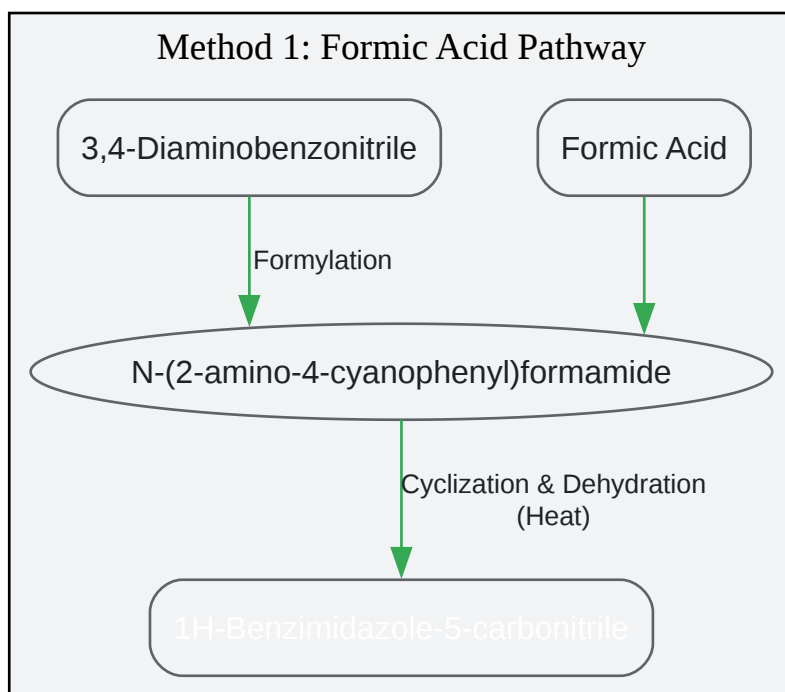 Method 1: Formic Acid Pathway
3,4-Diaminobenzonitrile
Formic Acid
Formylation
N-(2-amino-4-cyanophenyl)formamide
Cyclization & Dehydration
(Heat)
1H-Benzimidazole-5-carbonitrile